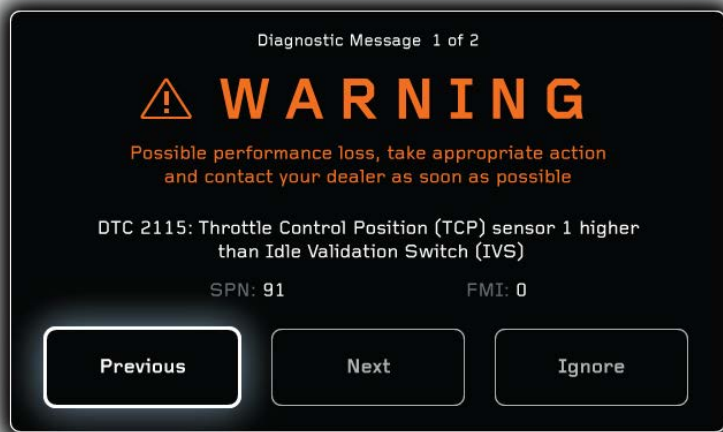 Diagnostic Message 1 of 2
WARNING
Possible performance loss, take appropriate action
and contact your dealer as soon as possible
DTC 2115: Throttle Control Position (TCP) sensor 1 higher
than Idle Validation Switch (IVS)
SPN: 91 FMI: 0
Previous Next Ignore